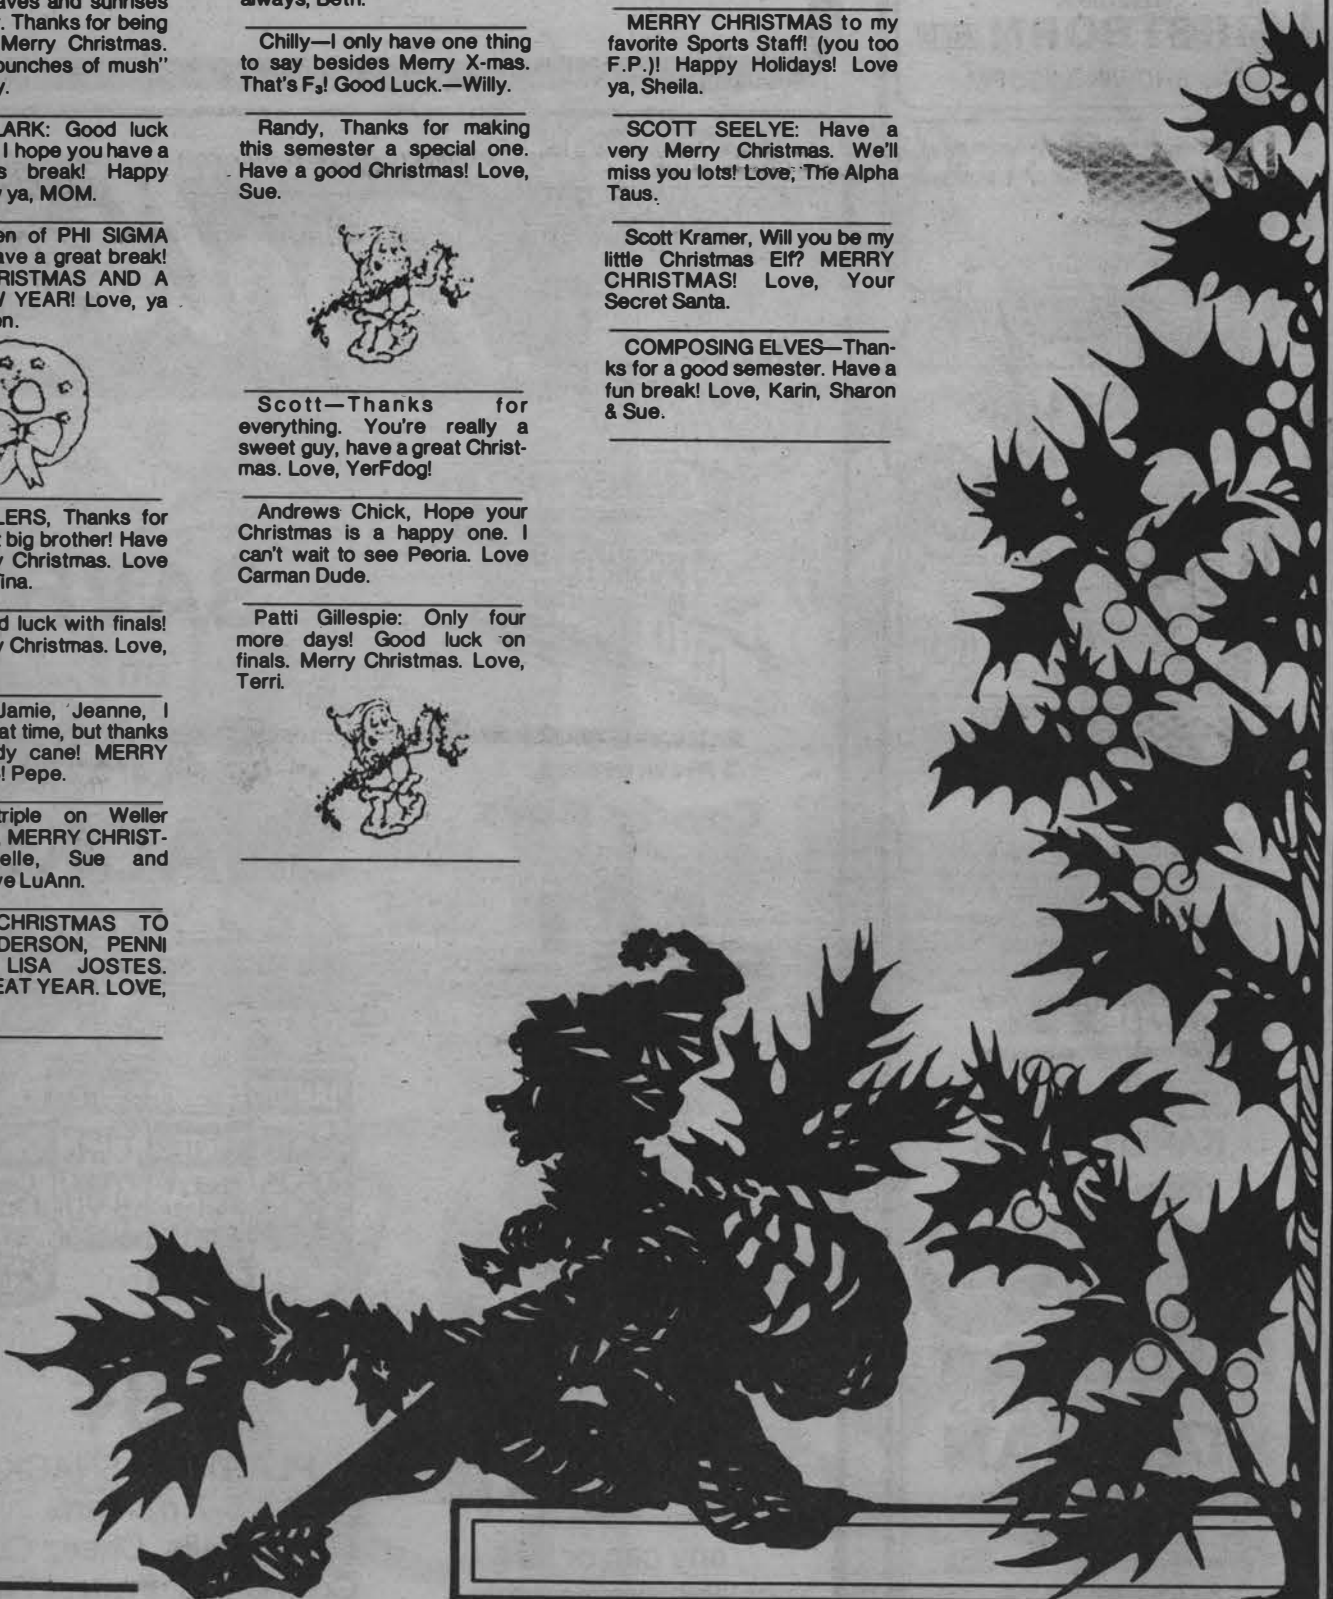 aves and sunrises
. Thanks for being
Merry Christmas.
bunches of mush"
y.
LARK: Good luck
I hope you have a
s break! Happy
ya, MOM.
en of PHI SIGMA
ave a great break!
RISTMAS AND A
YEAR! Love, ya
on.
LERS, Thanks for
t big brother! Have
y Christmas. Love
ina.
d luck with finals!
y Christmas. Love,
Jamie, Jeanne, I
at time, but thanks
dy cane! MERRY
! Pepe.
triple on Weller
MERRY CHRIST-
elle, Sue and
ve LuAnn.
CHRISTMAS TO
DERSON, PENNI
LISA JOSTES.
EAT YEAR. LOVE,
always, Beth.
Chilly—I only have one thing
to say besides Merry X-mas.
That's F₃! Good Luck.—Willy.
Randy, Thanks for making
this semester a special one.
Have a good Christmas! Love,
Sue.
Scott—Thanks for
everything. You're really a
sweet guy, have a great Christ-
mas. Love, YerFdog!
Andrews Chick, Hope your
Christmas is a happy one. I
can't wait to see Peoria. Love
Carman Dude.
Patti Gillespie: Only four
more days! Good luck on
finals. Merry Christmas. Love,
Terri.
MERRY CHRISTMAS to my
favorite Sports Staff! (you too
F.P.)! Happy Holidays! Love
ya, Sheila.
SCOTT SEELYE: Have a
very Merry Christmas. We'll
miss you lots! Love, The Alpha
Taus.
Scott Kramer, Will you be my
little Christmas Elf? MERRY
CHRISTMAS! Love, Your
Secret Santa.
COMPOSING ELVES—Than-
ks for a good semester. Have a
fun break! Love, Karin, Sharon
& Sue.